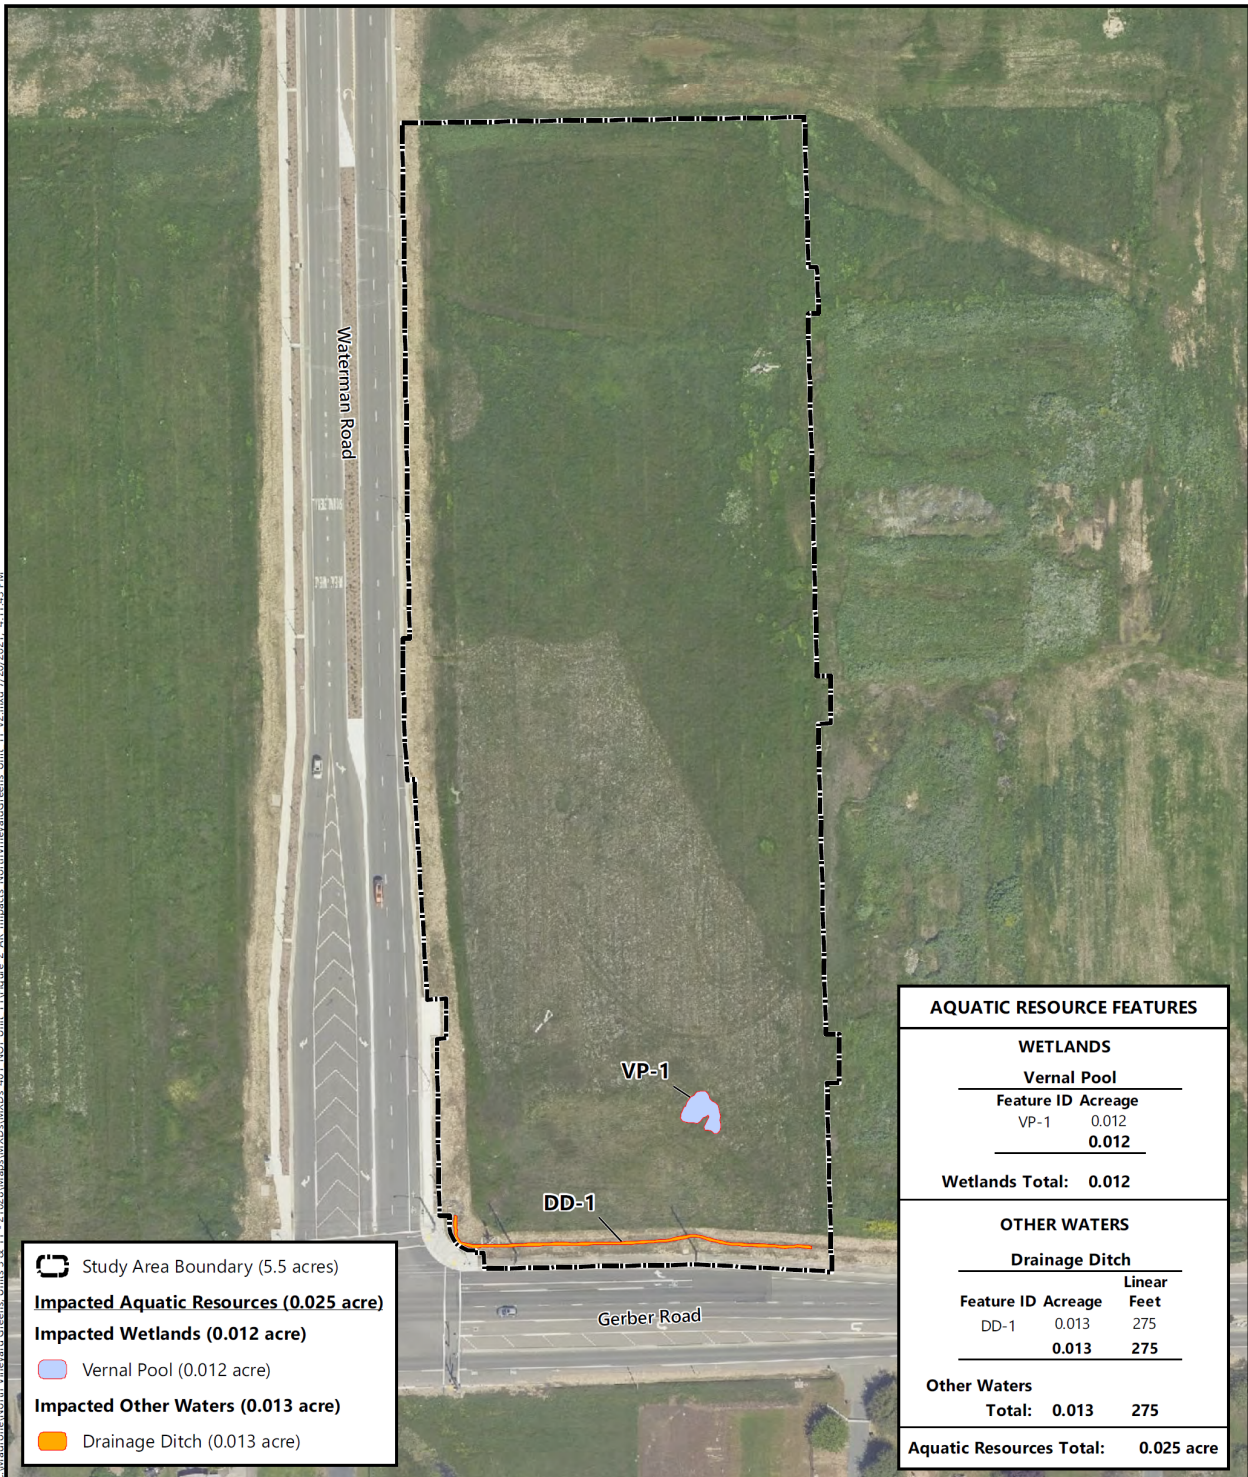 Waterman Road
VP-1
DD-1
Gerber Road
Study Area Boundary (5.5 acres)
Impacted Aquatic Resources (0.025 acre)
Impacted Wetlands (0.012 acre)
Vernal Pool (0.012 acre)
Impacted Other Waters (0.013 acre)
Drainage Ditch (0.013 acre)
AQUATIC RESOURCE FEATURES
WETLANDS
Vernal Pool
Feature ID Acreage
VP-1 0.012
0.012
Wetlands Total: 0.012
OTHER WATERS
Drainage Ditch
Linear
Feature ID Acreage Feet
DD-1 0.013 275
0.013 275
Other Waters
Total: 0.013 275
Aquatic Resources Total: 0.025 acre